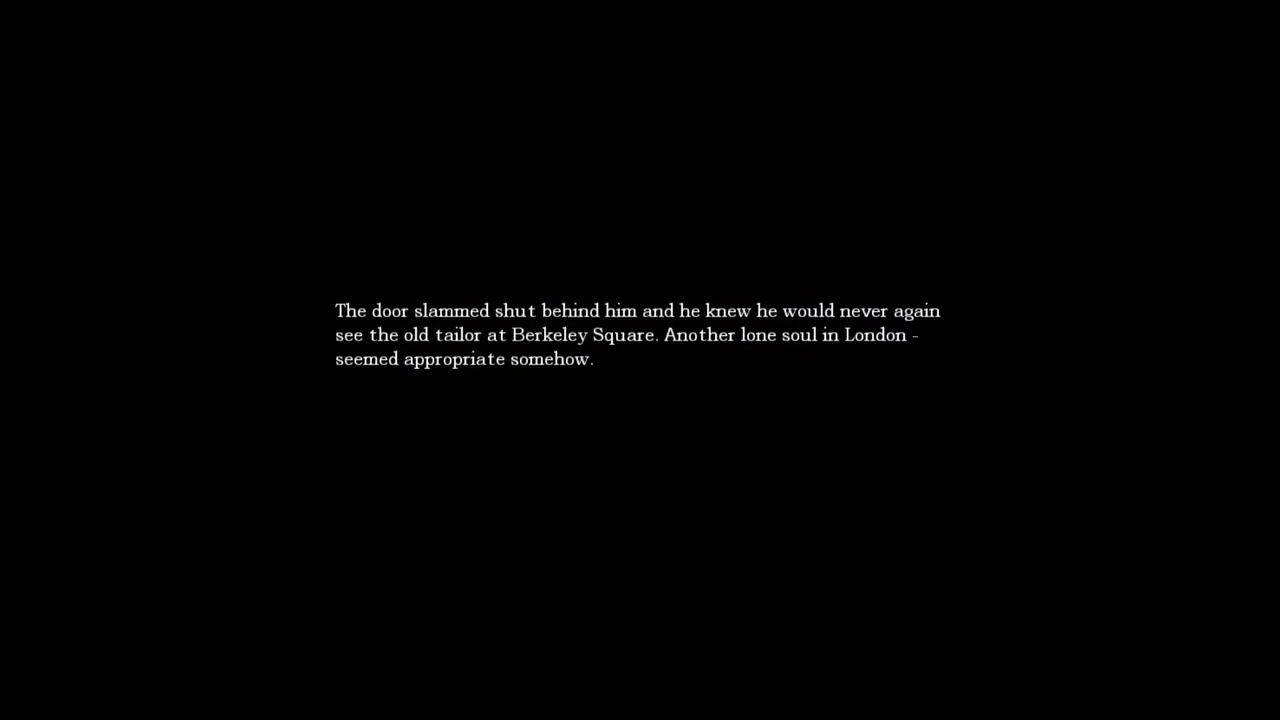 The door slammed shut behind him and he knew he would never again
see the old tailor at Berkeley Square. Another lone soul in London -
seemed appropriate somehow.